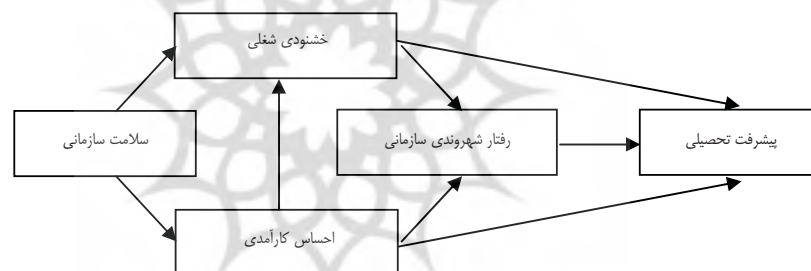 خشنودی شغلی
سلامت سازمانی
رفتار شهروندی سازمانی
پیشرفت تحصیلی
احساس کارآمدی